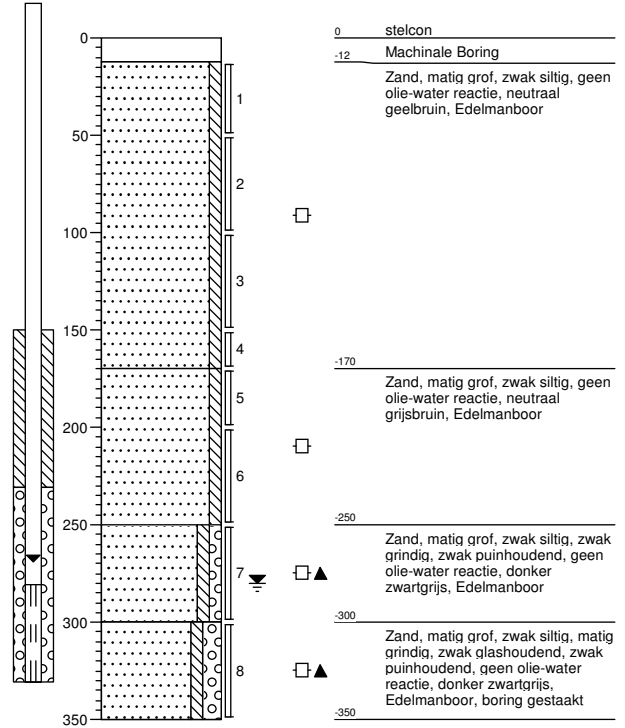 0 stelcon
-12 Machinale Boring
Zand, matig grof, zwak siltig, geen
olie-water reactie, neutraal
geelbruin, Edelmanboor
-170
Zand, matig grof, zwak siltig, geen
olie-water reactie, neutraal
grijsbruin, Edelmanboor
-250
Zand, matig grof, zwak siltig, zwak
grindig, zwak puinhoudend, geen
olie-water reactie, donker
zwartgrijs, Edelmanboor
-300
Zand, matig grof, zwak siltig, matig
grindig, zwak glashoudend, zwak
puinhoudend, geen olie-water
reactie, donker zwartgrijs,
Edelmanboor, boring gestaakt
-350
0
50
100
150
200
250
300
350
1
2
3
4
5
6
7
8